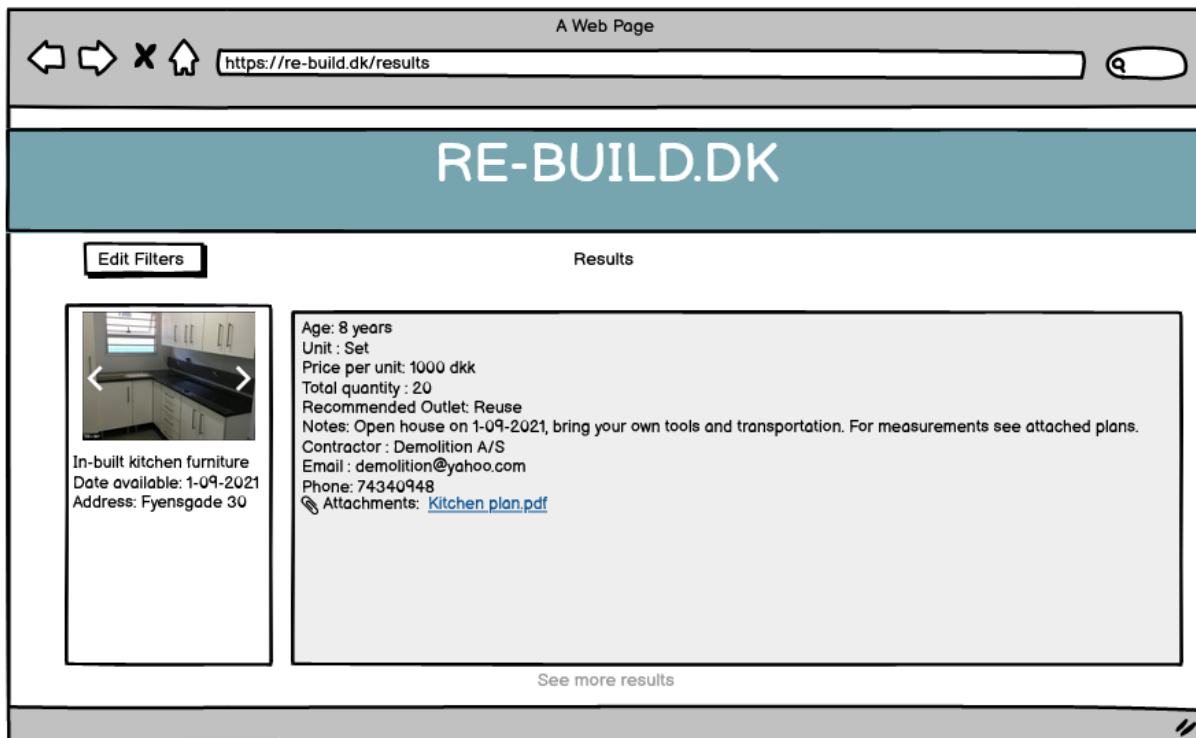 A Web Page
https://re-build.dk/results
RE-BUILD.DK
Edit Filters
Results
In-built kitchen furniture
Date available: 1-09-2021
Address: Fyensgade 30
Age: 8 years
Unit : Set
Price per unit: 1000 dkk
Total quantity : 20
Recommended Outlet: Reuse
Notes: Open house on 1-09-2021, bring your own tools and transportation. For measurements see attached plans.
Contractor : Demolition A/S
Email : demolition@yahoo.com
Phone: 74340948
Attachments: Kitchen plan.pdf
See more results